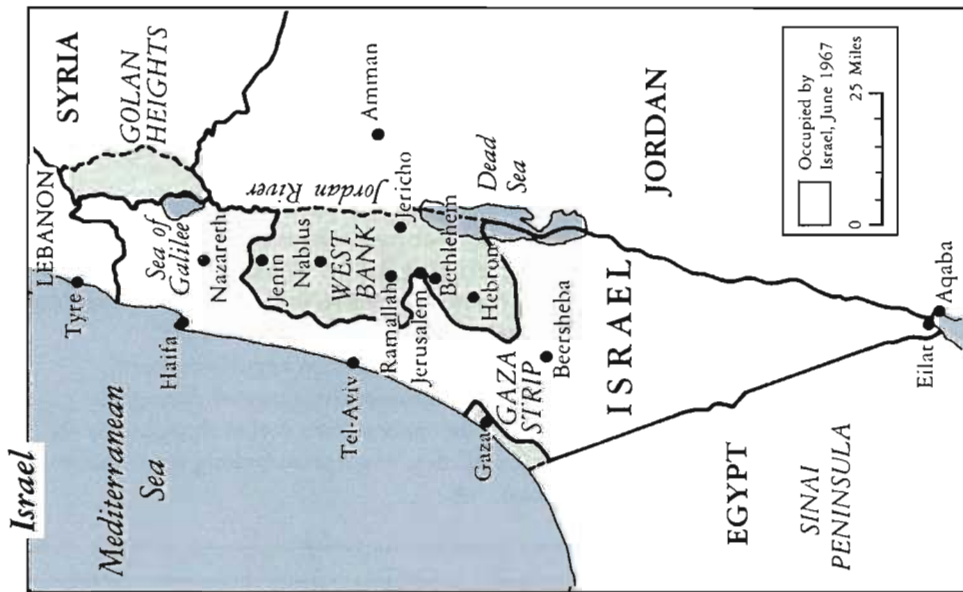 Israel
Mediterranean
Sea
LEBANON
Tyre
SYRIA
GOLAN
HEIGHTS
Haifa
Sea of
Galilee
Nazareth
Jenin
Nablus
WEST
BANK
Jordan River
Amman
Tel-Aviv
Ramallah
Jericho
Jerusalem
Bethlehem
Hebron
Dead
Sea
Gaza
GAZA
STRIP
Beersheba
ISRAEL
JORDAN
EGYPT
SINAI
PENINSULA
Eilat
Aqaba
Occupied by
Israel, June 1967
0 25 Miles